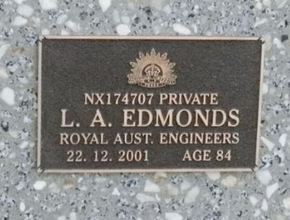 NX174707 PRIVATE
L. A. EDMONDS
ROYAL AUST. ENGINEERS
22. 12. 2001 AGE 84